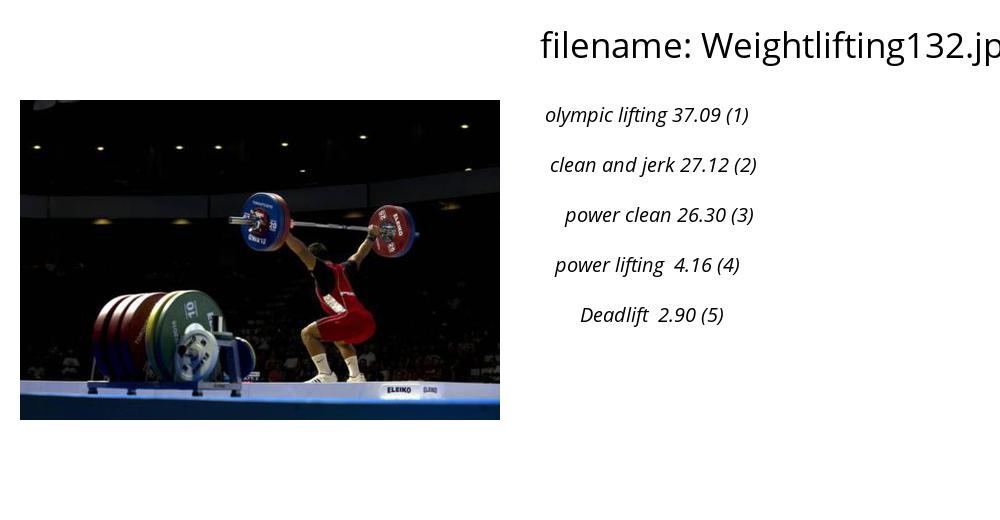 filename: Weightlifting132.jp
olympic lifting 37.09 (1)
clean and jerk 27.12 (2)
power clean 26.30 (3)
power lifting  4.16 (4)
Deadlift  2.90 (5)
ELEIKO
ELEIKO
10
ELEIKO ELEIKO